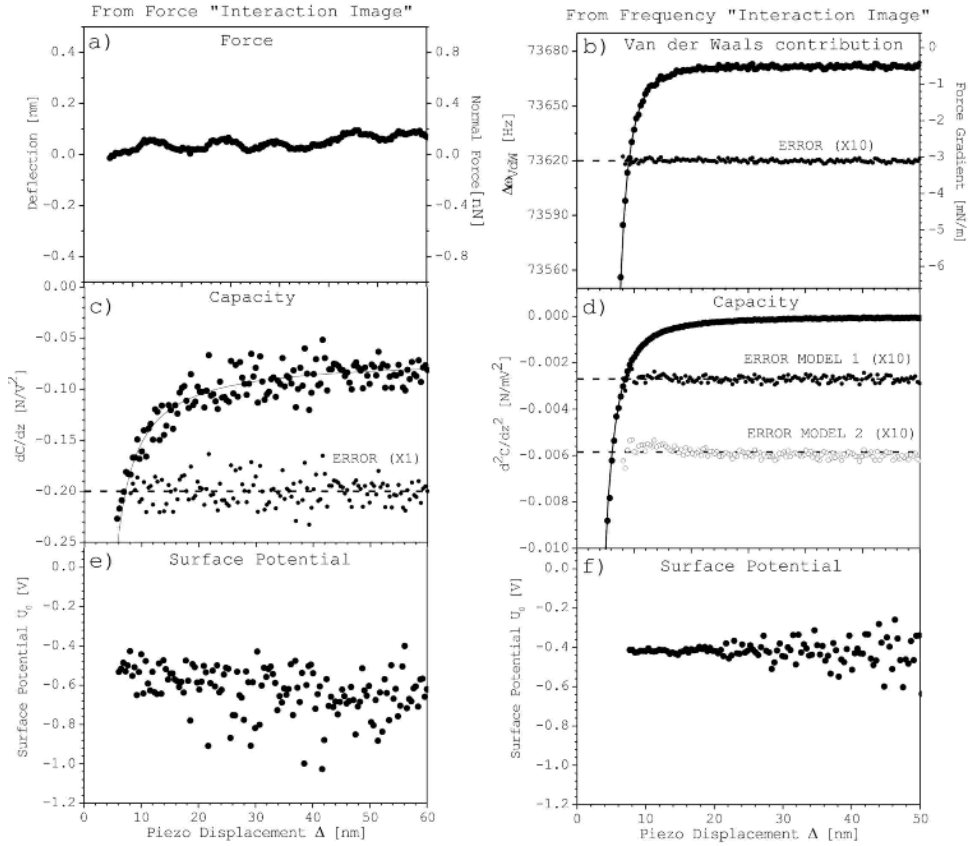 From Force "Interaction Image"
From Frequency "Interaction Image"
a)
Force
0.4
0.2
0.0
-0.2
-0.4
Deflection [nm]
0.8
0.4
0.0
-0.4
-0.8
Normal Force[nN]
b)
Van der Waals contribution
73680
73650
73620
73590
73550
ΔωVdW [Hz]
ERROR (X10)
0
-1
-2
-3
-4
-5
-6
Force Gradient [mN/m]
c)
Capacity
0.00
-0.05
-0.10
-0.15
-0.20
-0.25
dC/dz [N/V²]
ERROR (X1)
d)
Capacity
0.000
-0.002
-0.004
-0.006
-0.008
-0.010
d²C/dz² [N/mV²]
ERROR MODEL 1 (X10)
ERROR MODEL 2 (X10)
e)
Surface Potential
0.0
-0.2
-0.4
-0.6
-0.8
-1.0
-1.2
Surface Potential U₀ [V]
0 10 20 30 40 50 60
Piezo Displacement Δ [nm]
f)
Surface Potential
0.0
-0.2
-0.4
-0.6
-0.8
-1.0
-1.2
Surface Potential U₀ [V]
0 10 20 30 40 50
Piezo Displacement Δ [nm]